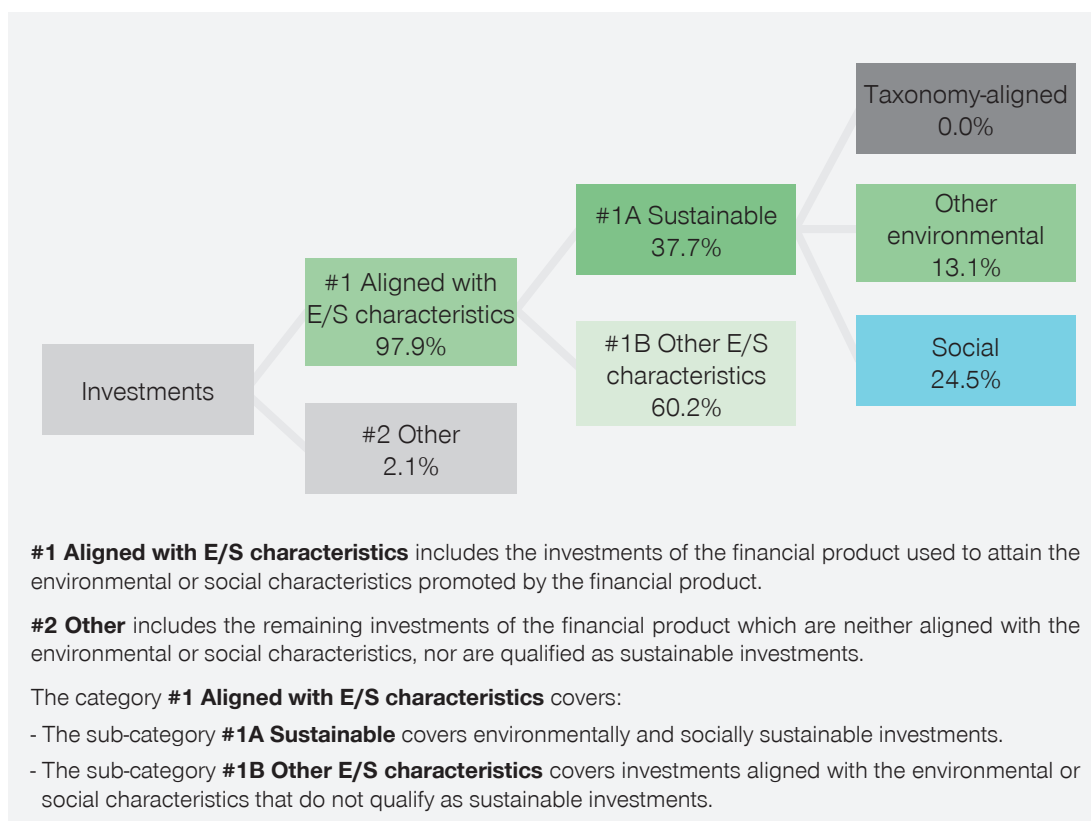 Taxonomy-aligned
0.0%
#1A Sustainable
37.7%
Other
environmental
13.1%
#1 Aligned with
E/S characteristics
97.9%
#1B Other E/S
characteristics
60.2%
Social
24.5%
Investments
#2 Other
2.1%
#1 Aligned with E/S characteristics includes the investments of the financial product used to attain the
environmental or social characteristics promoted by the financial product.
#2 Other includes the remaining investments of the financial product which are neither aligned with the
environmental or social characteristics, nor are qualified as sustainable investments.
The category #1 Aligned with E/S characteristics covers:
- The sub-category #1A Sustainable covers environmentally and socially sustainable investments.
- The sub-category #1B Other E/S characteristics covers investments aligned with the environmental or
social characteristics that do not qualify as sustainable investments.